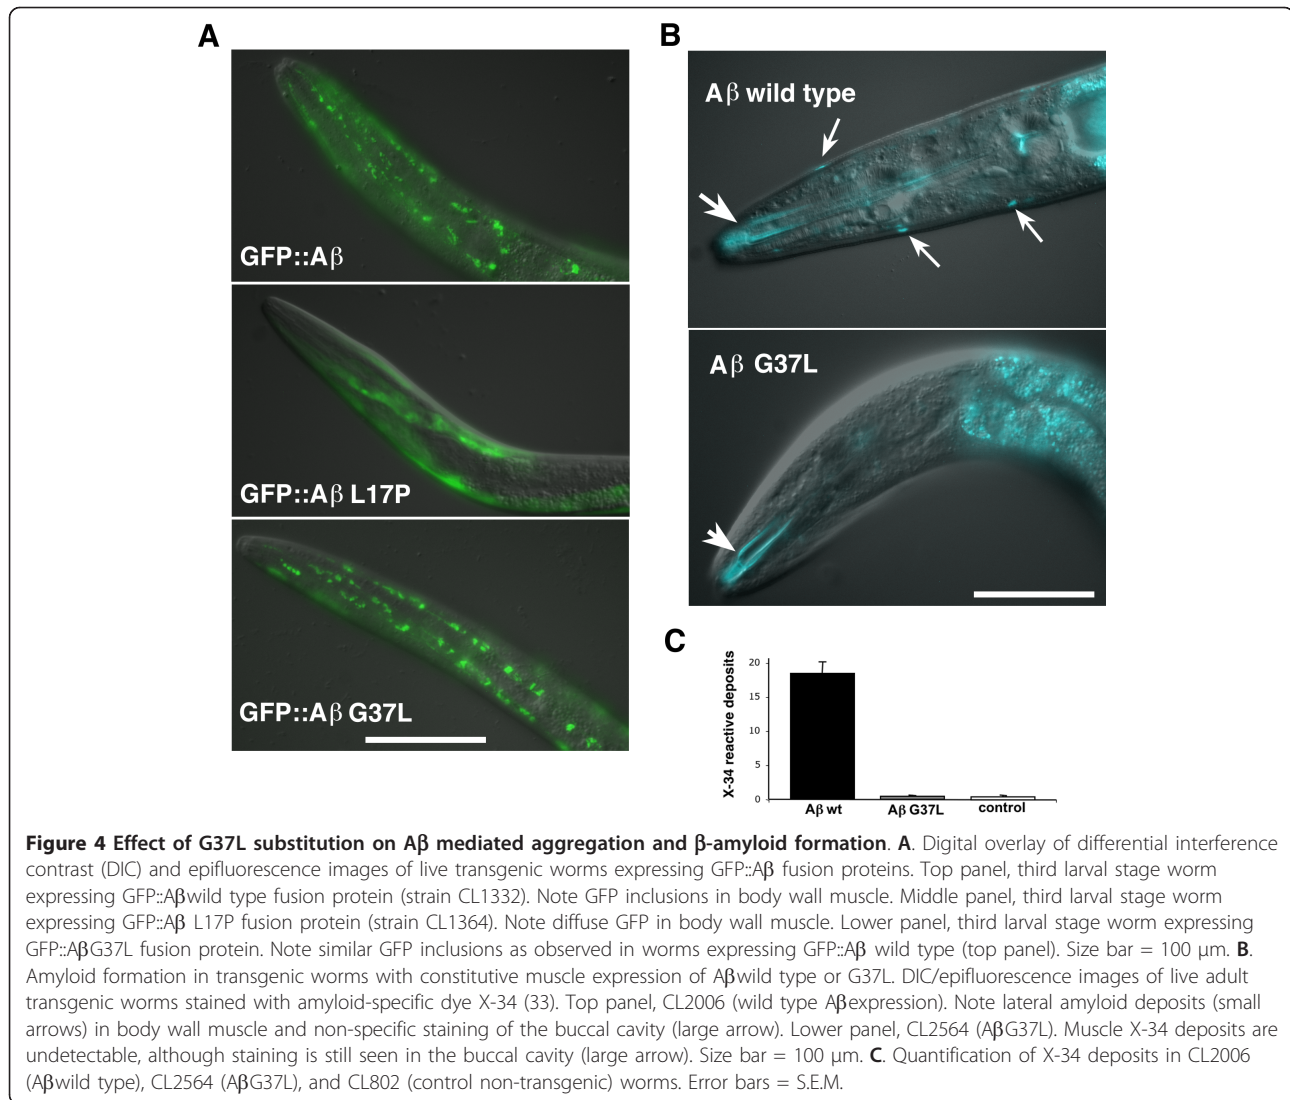 A
B
GFP::Aβ
GFP::Aβ L17P
GFP::Aβ G37L
Aβ wild type
Aβ G37L
C
X-34 reactive deposits
20
15
10
5
0
Aβ wt
Aβ G37L
control
Figure 4 Effect of G37L substitution on Aβ mediated aggregation and β-amyloid formation. A. Digital overlay of differential interference
contrast (DIC) and epifluorescence images of live transgenic worms expressing GFP::Aβ fusion proteins. Top panel, third larval stage worm
expressing GFP::Aβwild type fusion protein (strain CL1332). Note GFP inclusions in body wall muscle. Middle panel, third larval stage worm
expressing GFP::Aβ L17P fusion protein (strain CL1364). Note diffuse GFP in body wall muscle. Lower panel, third larval stage worm expressing
GFP::AβG37L fusion protein. Note similar GFP inclusions as observed in worms expressing GFP::Aβ wild type (top panel). Size bar = 100 μm. B.
Amyloid formation in transgenic worms with constitutive muscle expression of Aβwild type or G37L. DIC/epifluorescence images of live adult
transgenic worms stained with amyloid-specific dye X-34 (33). Top panel, CL2006 (wild type Aβexpression). Note lateral amyloid deposits (small
arrows) in body wall muscle and non-specific staining of the buccal cavity (large arrow). Lower panel, CL2564 (AβG37L). Muscle X-34 deposits are
undetectable, although staining is still seen in the buccal cavity (large arrow). Size bar = 100 μm. C. Quantification of X-34 deposits in CL2006
(Aβwild type), CL2564 (AβG37L), and CL802 (control non-transgenic) worms. Error bars = S.E.M.